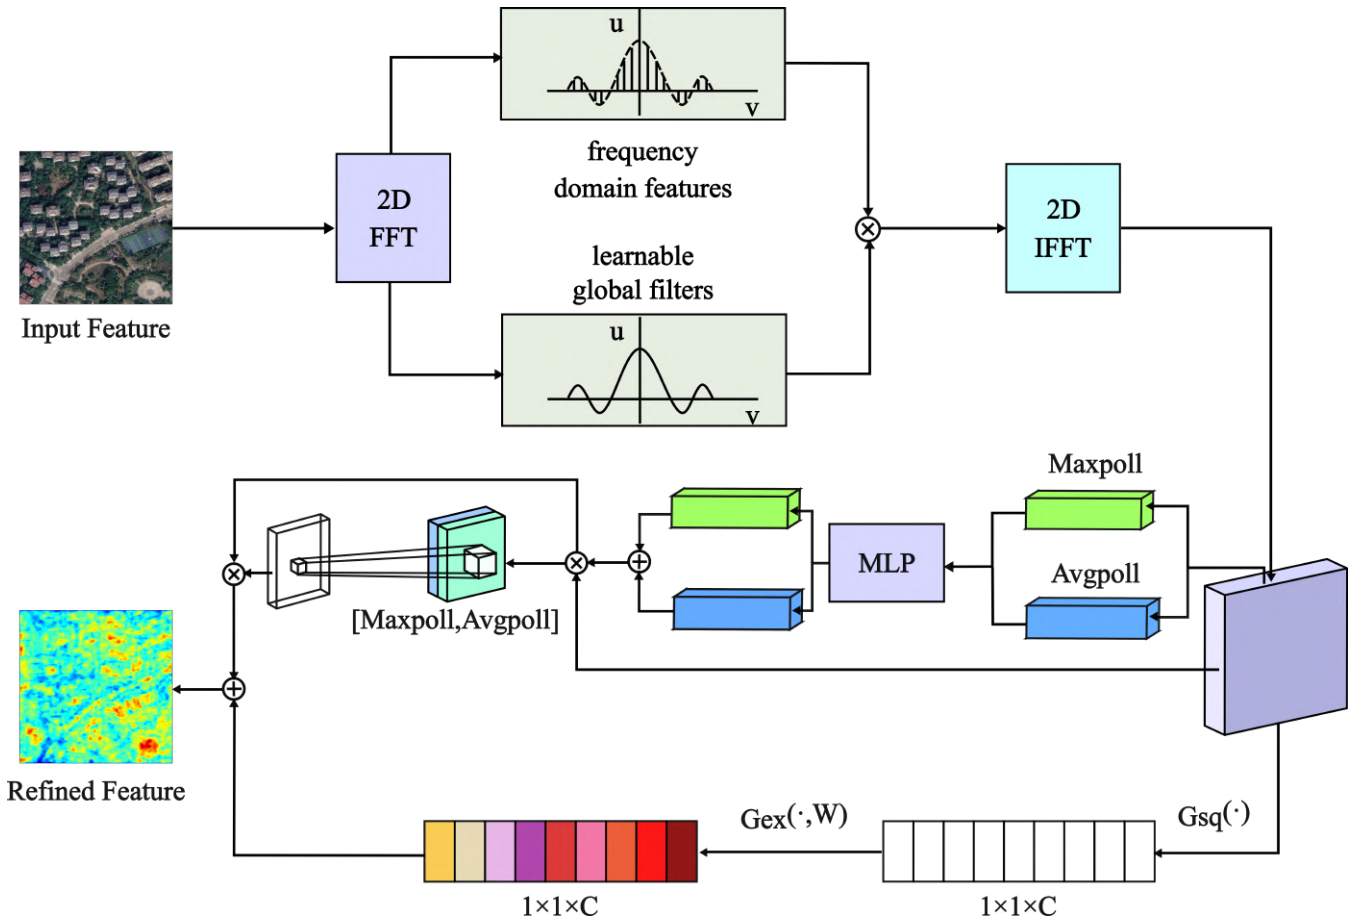 u
v
frequency
domain features
2D
FFT
2D
IFFT
learnable
global filters
Input Feature
u
v
Maxpoll
MLP
Avgpoll
[Maxpoll,Avgpoll]
Refined Feature
Gex(·,W)
Gsq(·)
1×1×C
1×1×C